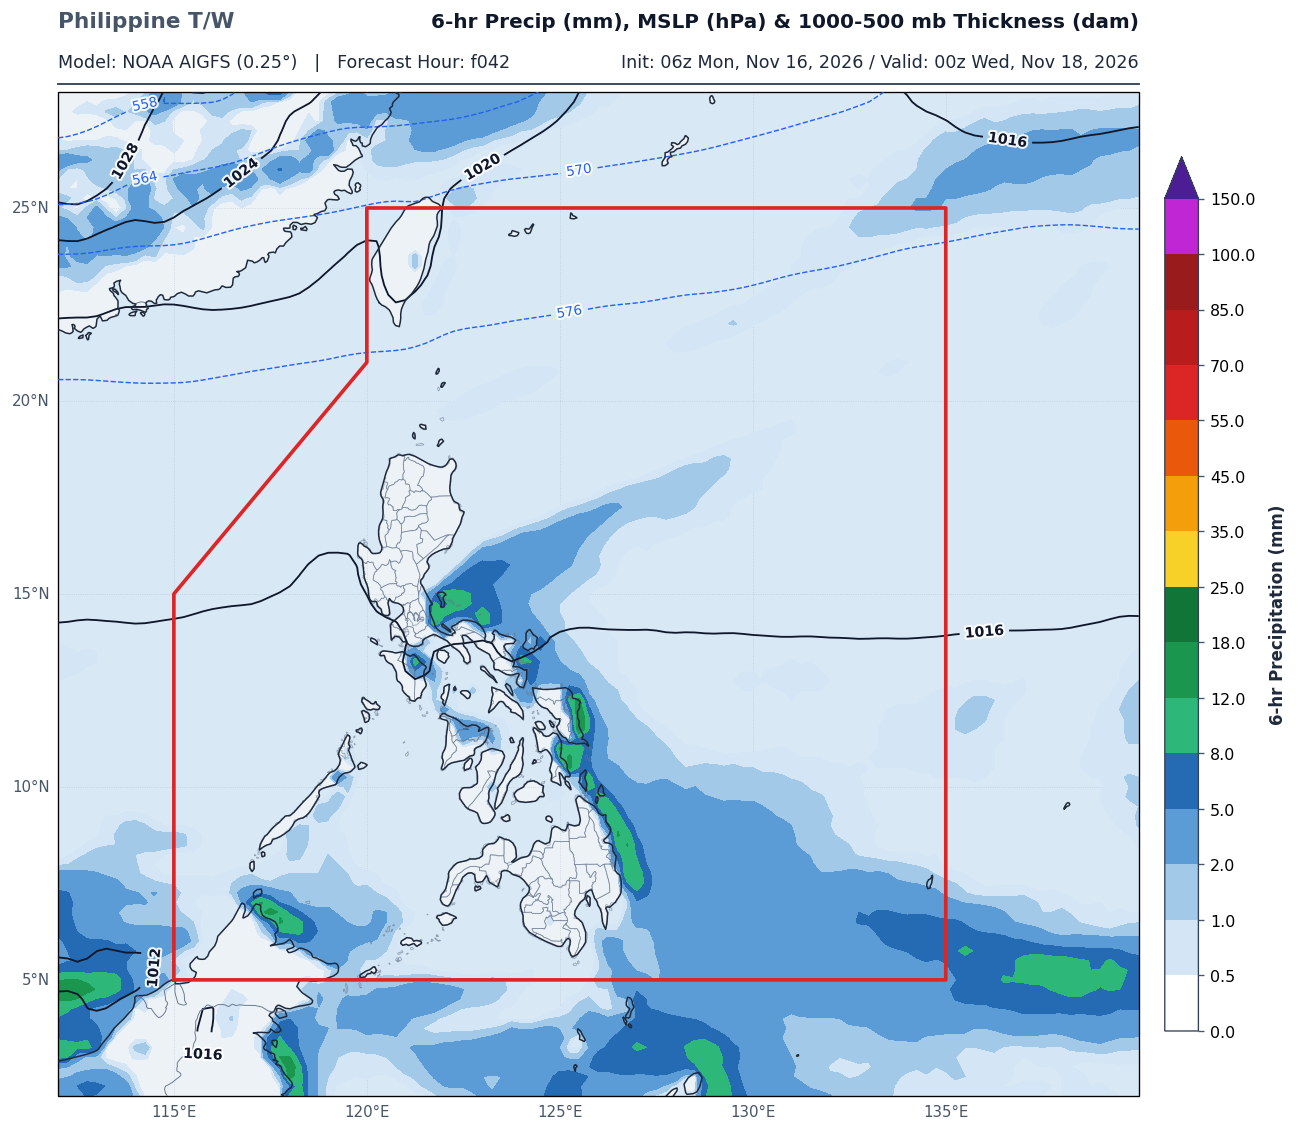 Philippine T/W
6-hr Precip (mm), MSLP (hPa) & 1000-500 mb Thickness (dam)
Model: NOAA AIGFS (0.25°)   |   Forecast Hour: f042
Init: 06z Mon, Nov 16, 2026 / Valid: 00z Wed, Nov 18, 2026
558
1028
564
1024
1020
570
1016
576
1016
1012
1016
25°N
20°N
15°N
10°N
5°N
115°E
120°E
125°E
130°E
135°E
150.0
100.0
85.0
70.0
55.0
45.0
35.0
25.0
18.0
12.0
8.0
5.0
2.0
1.0
0.5
0.0
6-hr Precipitation (mm)